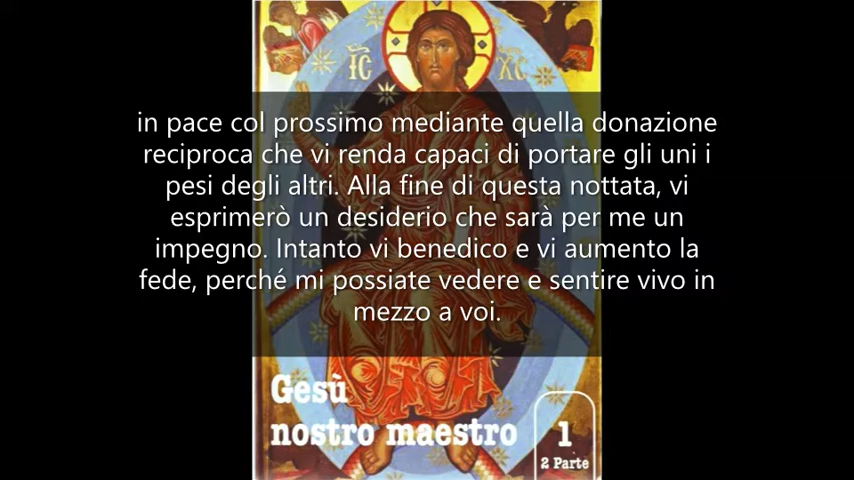 IC XC
in pace col prossimo mediante quella donazione
reciproca che vi renda capaci di portare gli uni i
pesi degli altri. Alla fine di questa nottata, vi
esprimerò un desiderio che sarà per me un
impegno. Intanto vi benedico e vi aumento la
fede, perché mi possiate vedere e sentire vivo in
mezzo a voi.
Gesù
nostro maestro
1
2 Parte